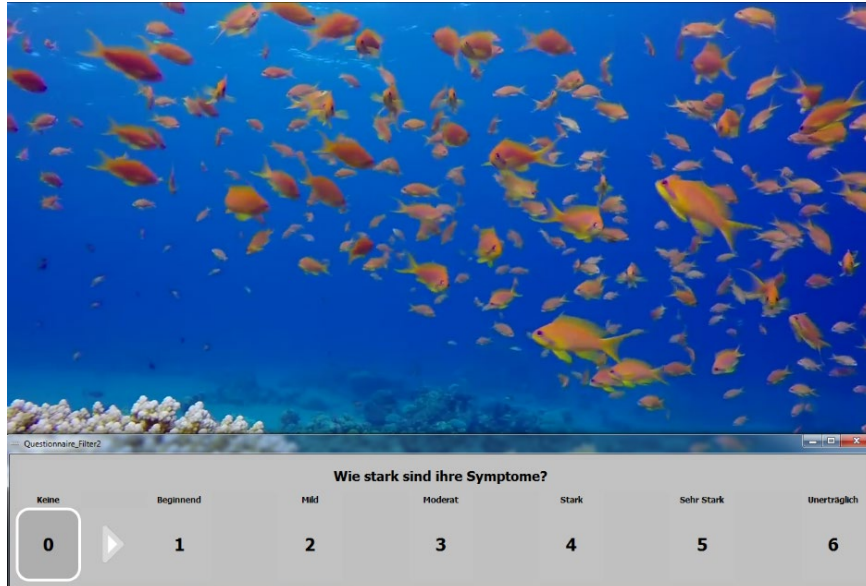 Questionnaire_Filter2
Wie stark sind ihre Symptome?
Keine Beginnend Mild Moderat Stark Sehr Stark Unerträglich
0 1 2 3 4 5 6